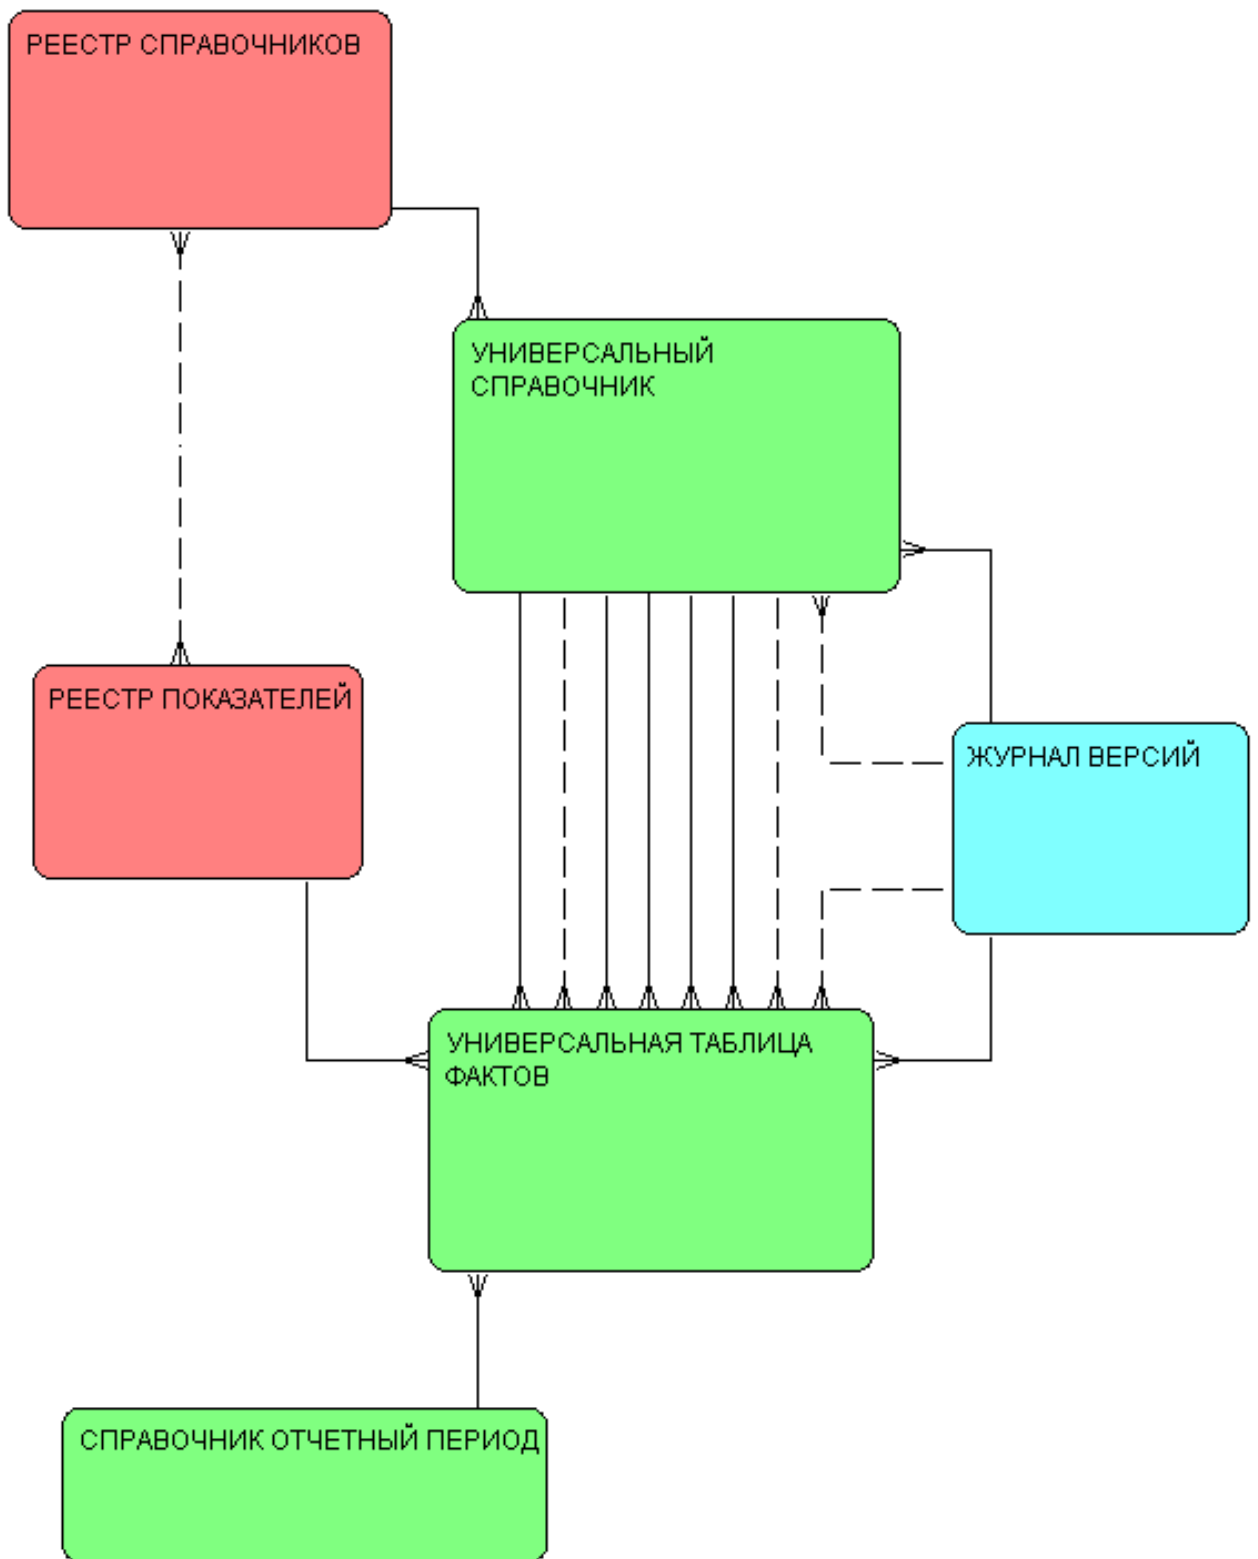 РЕЕСТР СПРАВОЧНИКОВ
УНИВЕРСАЛЬНЫЙ
СПРАВОЧНИК
РЕЕСТР ПОКАЗАТЕЛЕЙ
ЖУРНАЛ ВЕРСИЙ
УНИВЕРСАЛЬНАЯ ТАБЛИЦА
ФАКТОВ
СПРАВОЧНИК ОТЧЕТНЫЙ ПЕРИОД